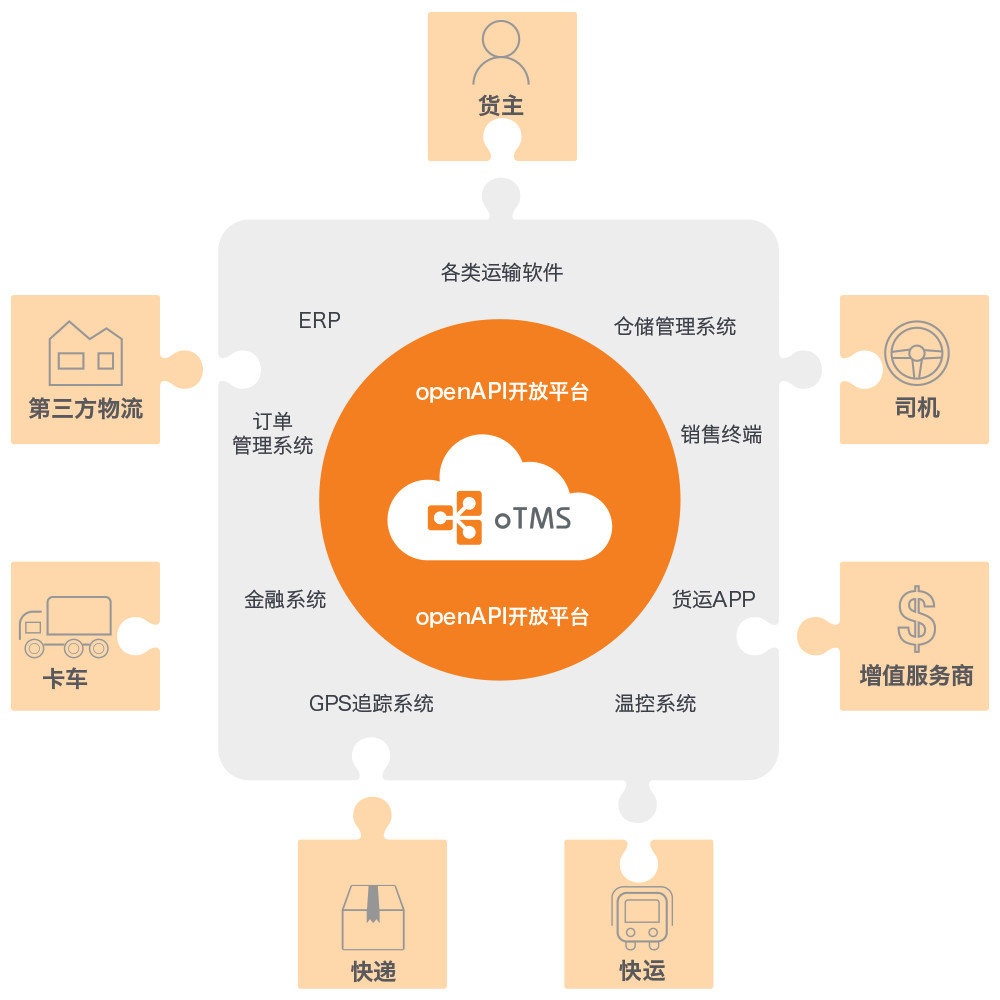 货主
各类运输软件
ERP
仓储管理系统
第三方物流
openAPI开放平台
司机
订单
管理系统
销售终端
oTMS
金融系统
货运APP
openAPI开放平台
卡车
增值服务商
GPS追踪系统
温控系统
快递
快运